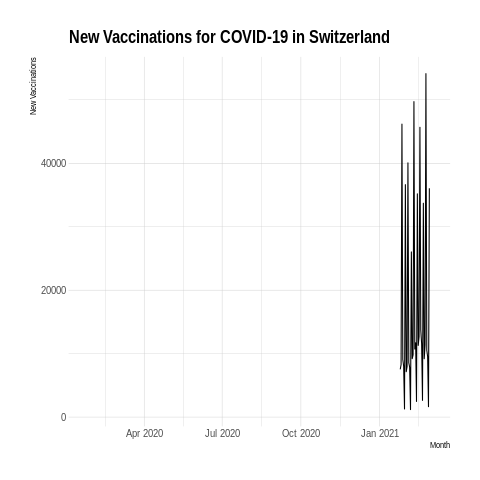 New Vaccinations for COVID-19 in Switzerland
New Vaccinations
40000
20000
0
Apr 2020 Jul 2020 Oct 2020 Jan 2021
Month